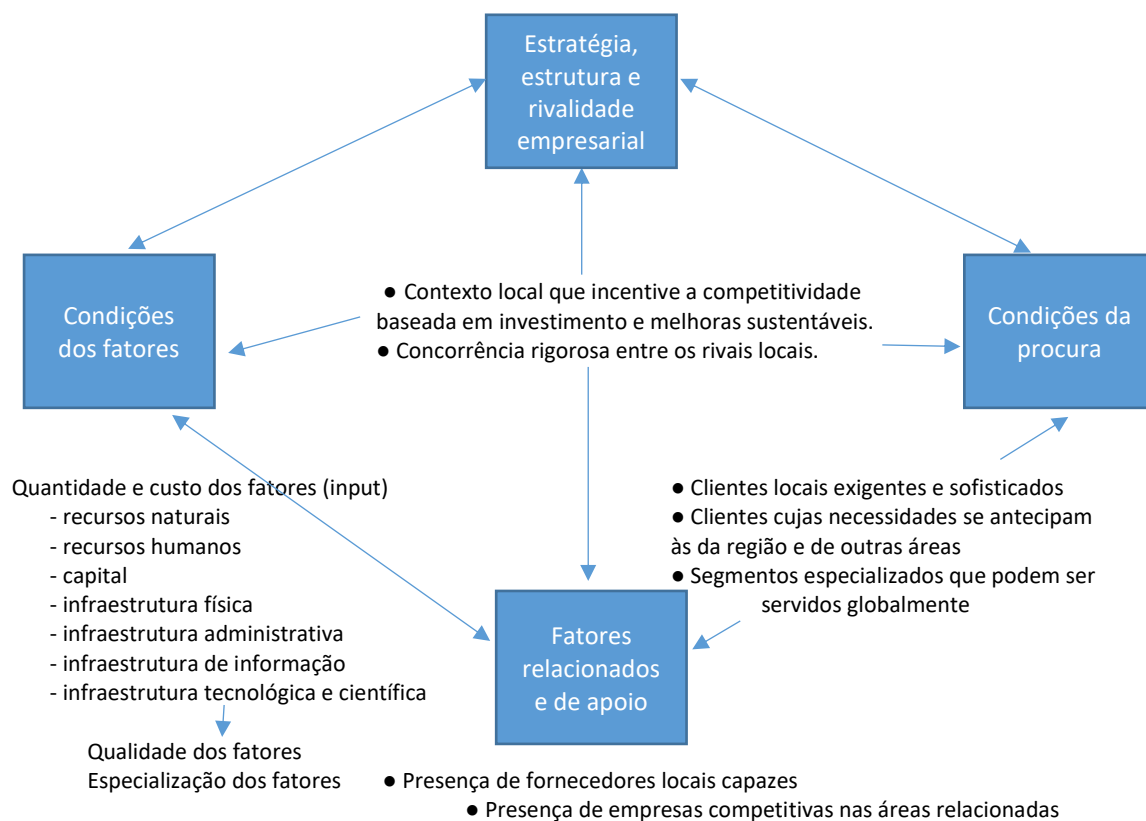 Estratégia,
estrutura e
rivalidade
empresarial
Condições
dos fatores
● Contexto local que incentive a competitividade
baseada em investimento e melhoras sustentáveis.
● Concorrência rigorosa entre os rivais locais.
Condições da
procura
Quantidade e custo dos fatores (input)
- recursos naturais
- recursos humanos
- capital
- infraestrutura física
- infraestrutura administrativa
- infraestrutura de informação
- infraestrutura tecnológica e científica
Qualidade dos fatores
Especialização dos fatores
● Clientes locais exigentes e sofisticados
● Clientes cujas necessidades se antecipam
às da região e de outras áreas
● Segmentos especializados que podem ser
servidos globalmente
Fatores
relacionados
e de apoio
● Presença de fornecedores locais capazes
● Presença de empresas competitivas nas áreas relacionadas